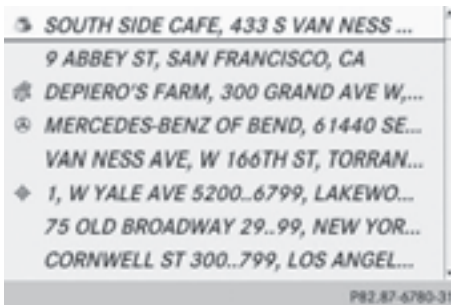 SOUTH SIDE CAFE, 433 S VAN NESS ...
9 ABBEY ST, SAN FRANCISCO, CA
DEPIERO'S FARM, 300 GRAND AVE W,...
MERCEDES-BENZ OF BEND, 61440 SE...
VAN NESS AVE, W 166TH ST, TORRAN...
1, W YALE AVE 5200..6799, LAKEWO...
75 OLD BROADWAY 29..99, NEW YOR...
CORNWELL ST 300..799, LOS ANGEL...
P82.87-6780-31